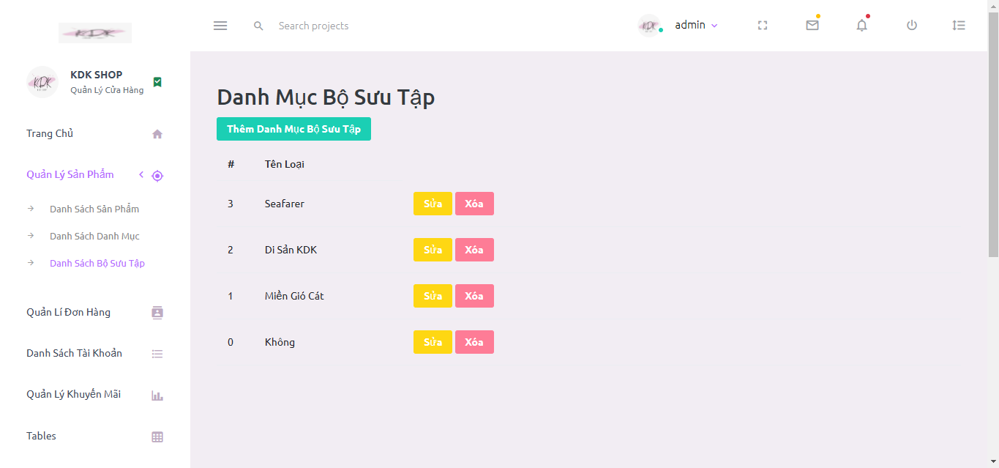 KDK
Search projects
KDK
admin
KDK
KDK SHOP
Quản Lý Cửa Hàng
Trang Chủ
Quản Lý Sản Phẩm
Danh Sách Sản Phẩm
Danh Sách Danh Mục
Danh Sách Bộ Sưu Tập
Quản Lí Đơn Hàng
Danh Sách Tài Khoản
Quản Lý Khuyến Mãi
Tables
Danh Mục Bộ Sưu Tập
Thêm Danh Mục Bộ Sưu Tập
# Tên Loại
3 Seafarer Sửa Xóa
2 Di Sản KDK Sửa Xóa
1 Miền Gió Cát Sửa Xóa
0 Không Sửa Xóa